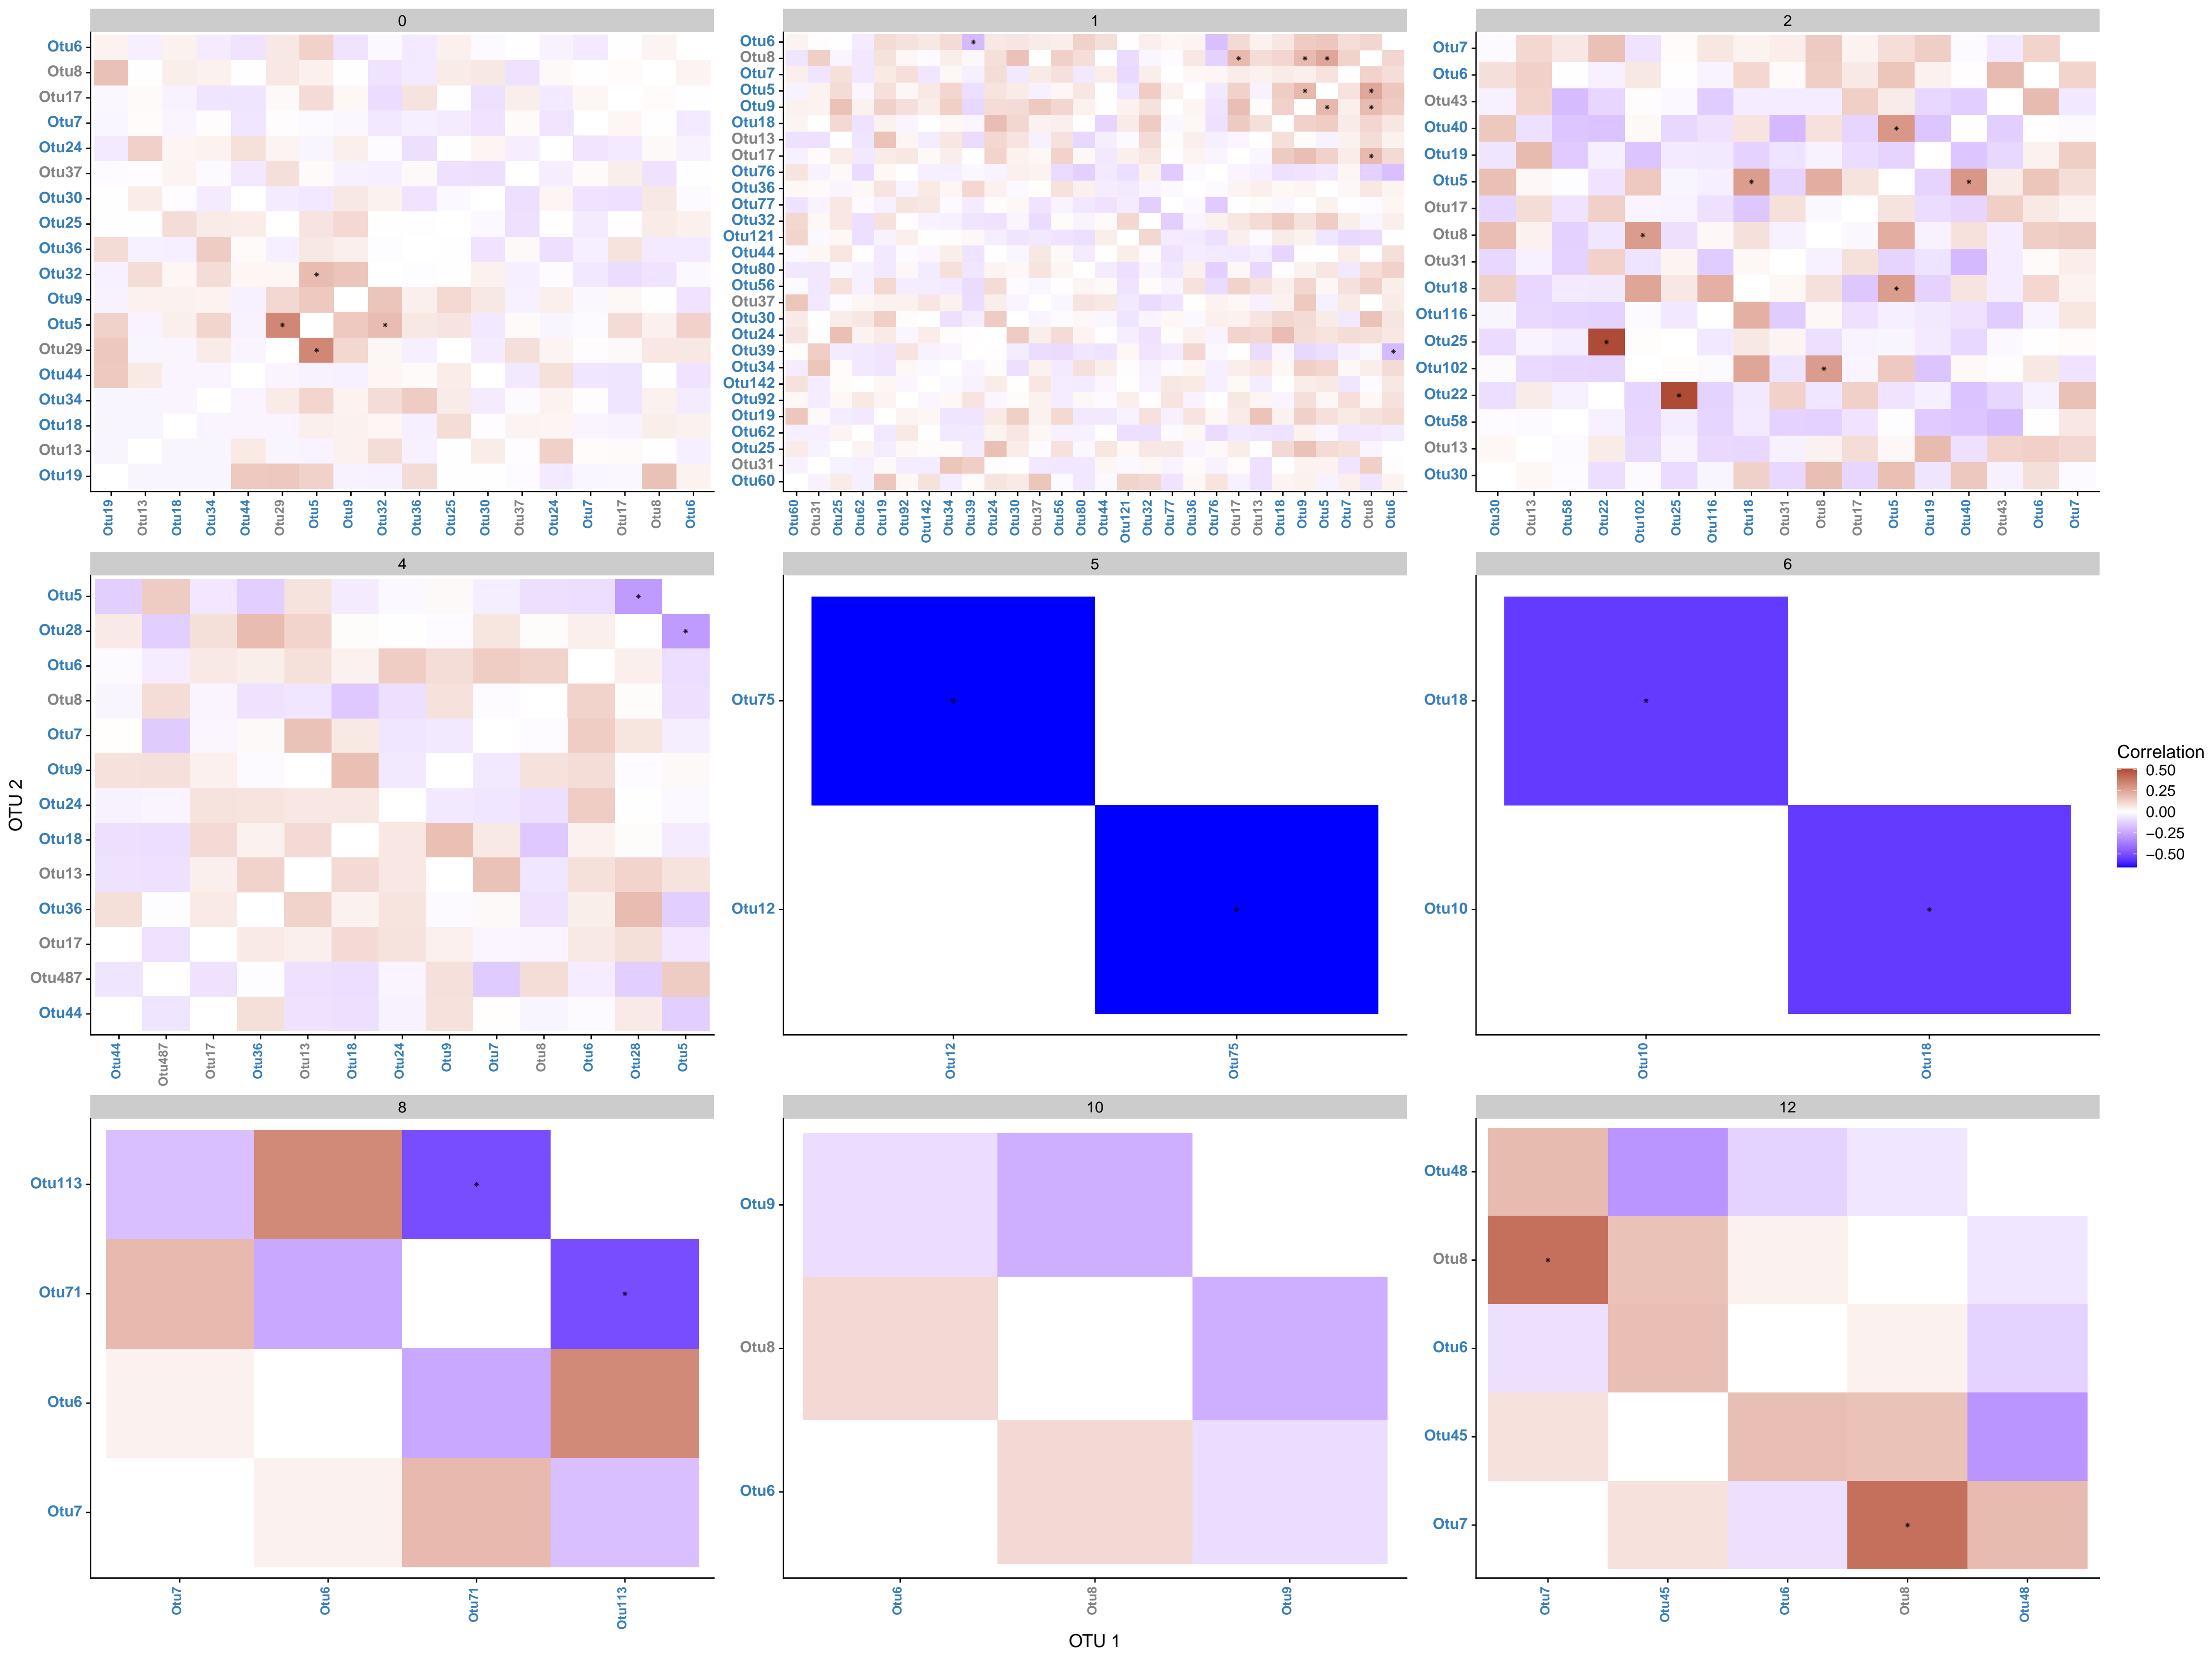 0
Otu6
Otu8
Otu17
Otu7
Otu24
Otu37
Otu30
Otu25
Otu36
Otu32
Otu9
Otu5
Otu29
Otu44
Otu34
Otu18
Otu13
Otu19
Otu19 Otu13 Otu18 Otu34 Otu44 Otu29 Otu5 Otu9 Otu32 Otu36 Otu25 Otu30 Otu37 Otu24 Otu7 Otu17 Otu8 Otu6
1
Otu6
Otu8
Otu7
Otu5
Otu9
Otu18
Otu13
Otu17
Otu76
Otu36
Otu77
Otu32
Otu121
Otu44
Otu80
Otu56
Otu37
Otu30
Otu24
Otu39
Otu34
Otu142
Otu92
Otu19
Otu62
Otu25
Otu31
Otu60
Otu60 Otu31 Otu25 Otu62 Otu19 Otu92 Otu142 Otu34 Otu39 Otu24 Otu30 Otu37 Otu56 Otu80 Otu44 Otu121 Otu32 Otu77 Otu36 Otu76 Otu17 Otu13 Otu18 Otu9 Otu5 Otu7 Otu8 Otu6
2
Otu7
Otu6
Otu43
Otu40
Otu19
Otu5
Otu17
Otu8
Otu31
Otu18
Otu116
Otu25
Otu102
Otu22
Otu58
Otu13
Otu30
Otu30 Otu13 Otu58 Otu22 Otu102 Otu25 Otu116 Otu18 Otu31 Otu8 Otu17 Otu5 Otu19 Otu40 Otu43 Otu6 Otu7
4
Otu5
Otu28
Otu6
Otu8
Otu7
Otu9
Otu24
Otu18
Otu13
Otu36
Otu17
Otu487
Otu44
Otu44 Otu487 Otu17 Otu36 Otu13 Otu18 Otu24 Otu9 Otu7 Otu8 Otu6 Otu28 Otu5
5
Otu75
Otu12
Otu12 Otu75
6
Otu18
Otu10
Otu10 Otu18
8
Otu113
Otu71
Otu6
Otu7
Otu7 Otu6 Otu71 Otu113
10
Otu9
Otu8
Otu6
Otu6 Otu8 Otu9
12
Otu48
Otu8
Otu6
Otu45
Otu7
Otu7 Otu45 Otu6 Otu8 Otu48
OTU 2
OTU 1
Correlation
0.50
0.25
0.00
−0.25
−0.50